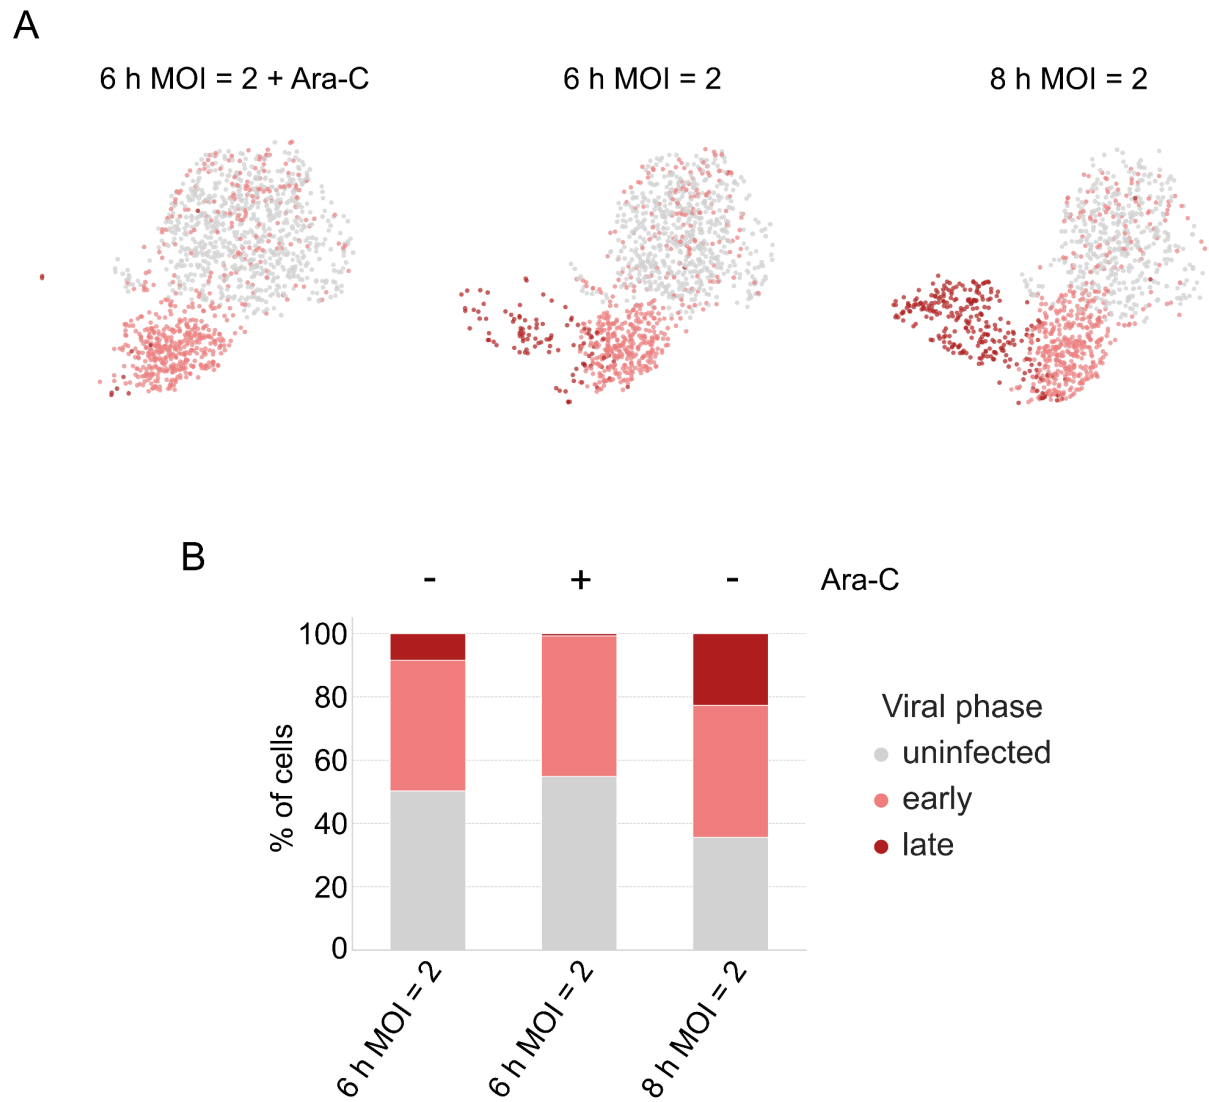 A
6 h MOI = 2 + Ara-C
6 h MOI = 2
8 h MOI = 2
B
- + - Ara-C
% of cells
100
80
60
40
20
0
6 h MOI = 2
6 h MOI = 2
8 h MOI = 2
Viral phase
uninfected
early
late